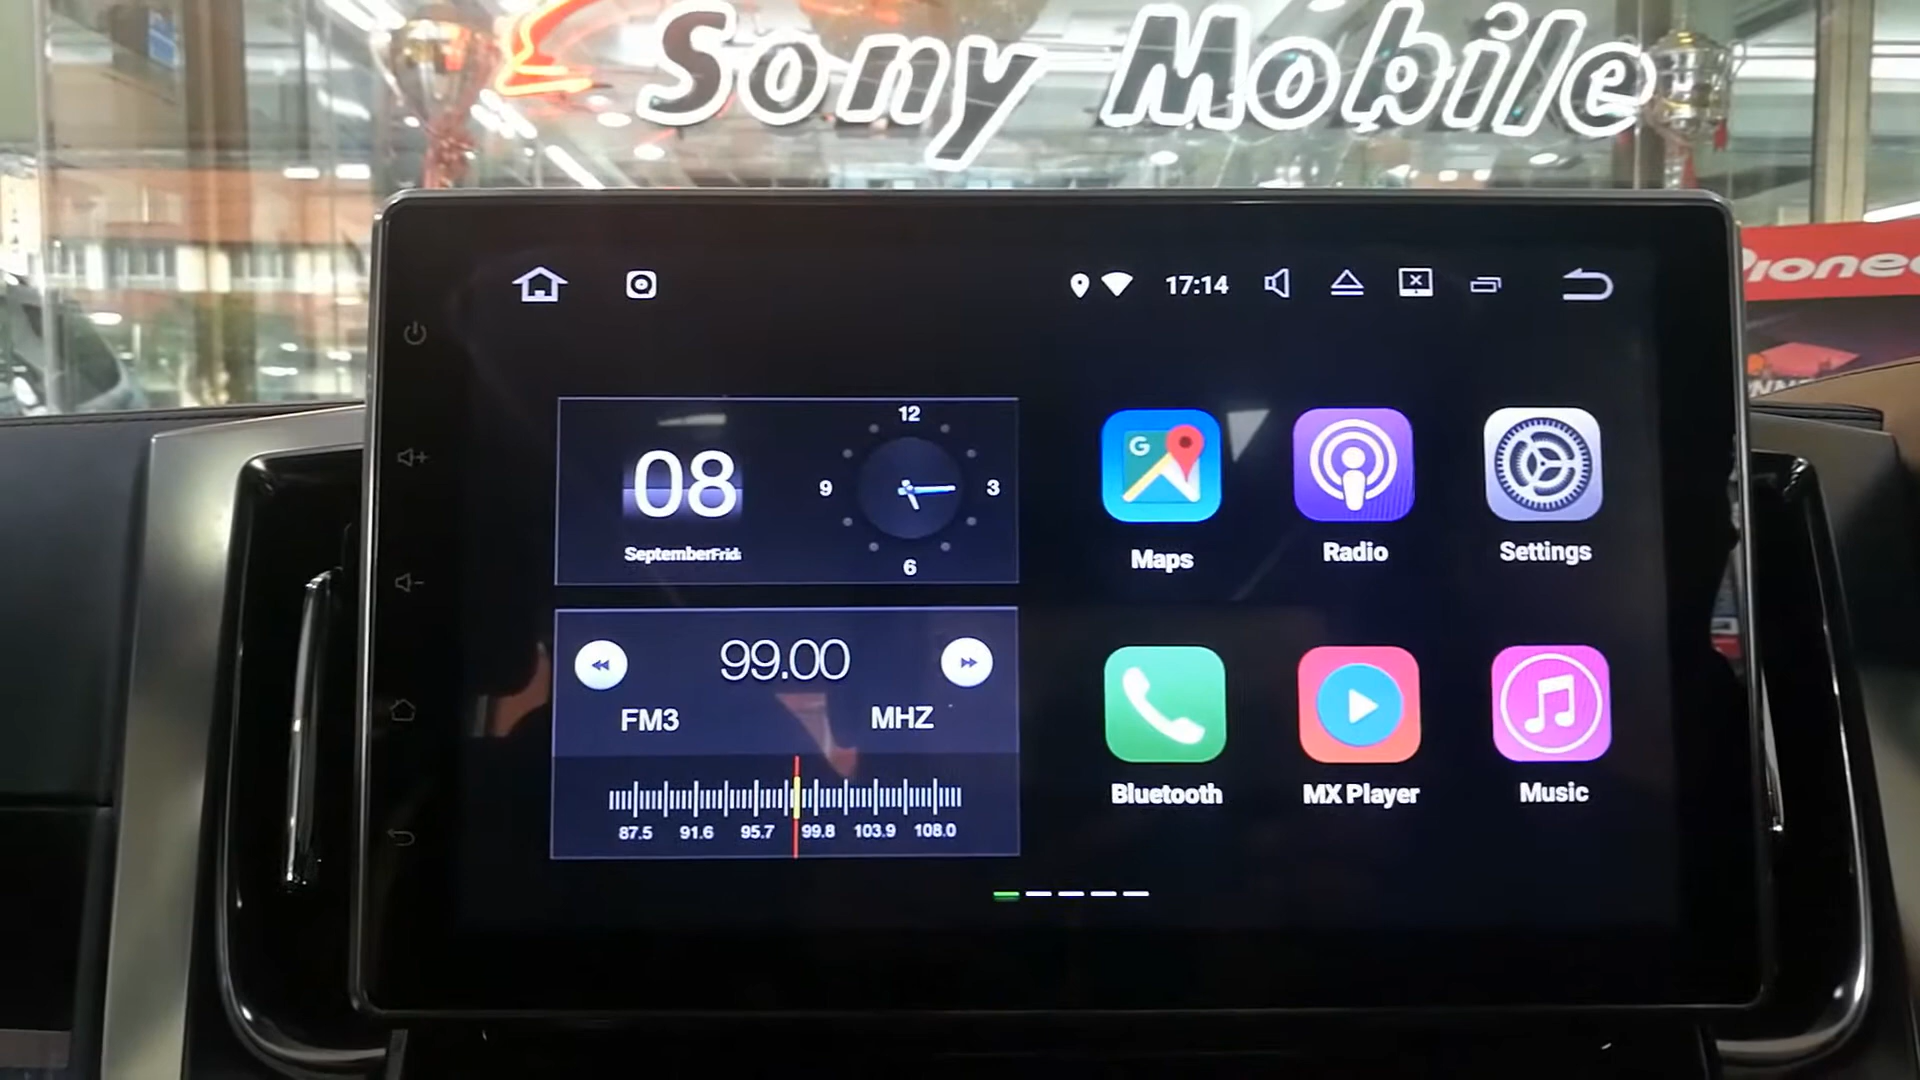 Sony Mobile
Pionee
17:14
12
9
3
6
08
SeptemberFrid
99.00
FM3
MHZ
87.5 91.6 95.7 99.8 103.9 108.0
Maps
Radio
Settings
Bluetooth
MX Player
Music